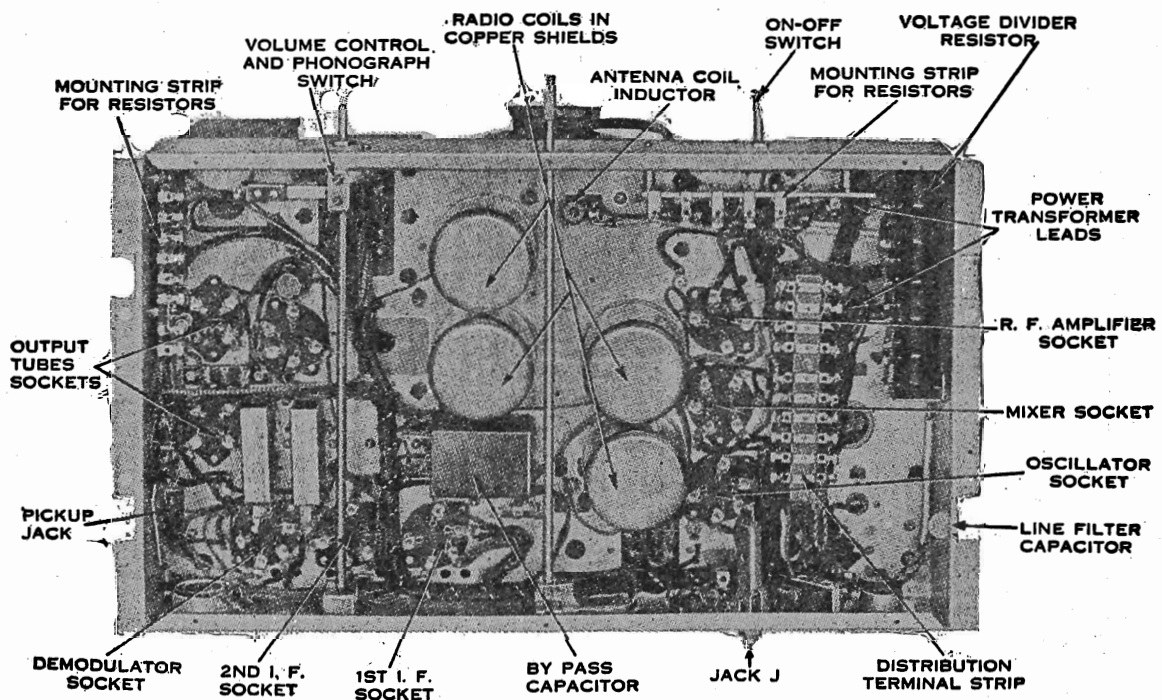 RADIO COILS IN
COPPER SHIELDS
ON-OFF
SWITCH
VOLTAGE DIVIDER
RESISTOR
VOLUME CONTROL
AND PHONOGRAPH
SWITCH
MOUNTING STRIP
FOR RESISTORS
ANTENNA COIL
INDUCTOR
MOUNTING STRIP
FOR RESISTORS
POWER
TRANSFORMER
LEADS
OUTPUT
TUBES
SOCKETS
R. F. AMPLIFIER
SOCKET
MIXER SOCKET
OSCILLATOR
SOCKET
PICKUP
JACK
LINE FILTER
CAPACITOR
DEMODULATOR
SOCKET
2ND I. F.
SOCKET
1ST I. F.
SOCKET
BY PASS
CAPACITOR
JACK J
DISTRIBUTION
TERMINAL STRIP